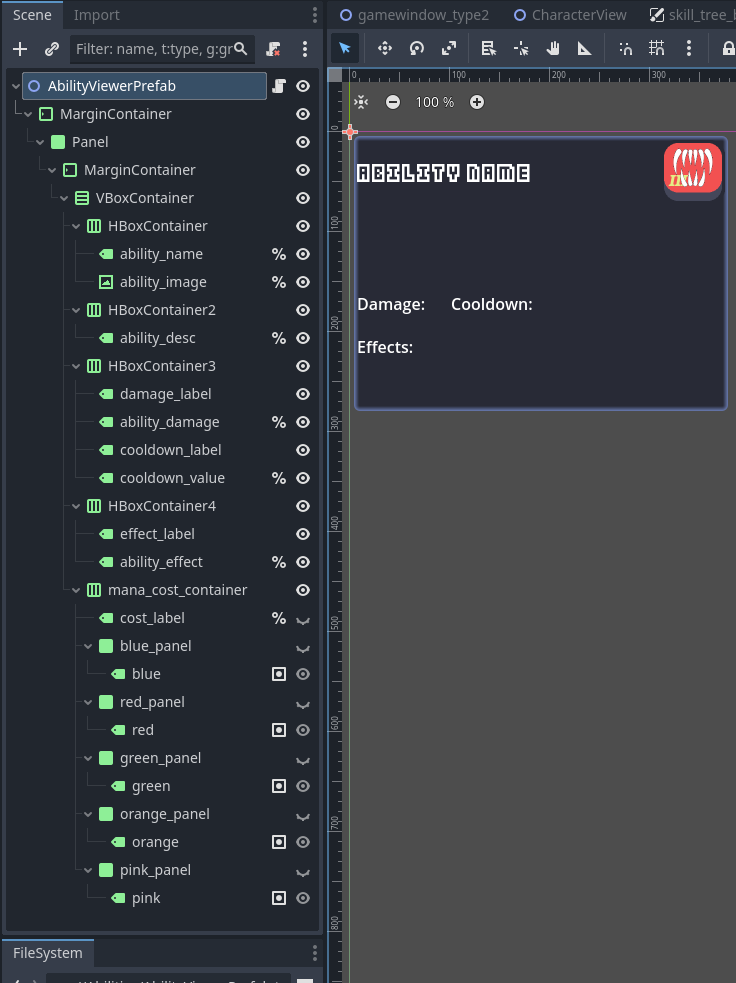 Scene Import
Filter: name, t:type, g:gr
AbilityViewerPrefab
MarginContainer
Panel
MarginContainer
VBoxContainer
HBoxContainer
ability_name %
ability_image %
HBoxContainer2
ability_desc %
HBoxContainer3
damage_label
ability_damage %
cooldown_label
cooldown_value %
HBoxContainer4
effect_label
ability_effect %
mana_cost_container
cost_label %
blue_panel
blue
red_panel
red
green_panel
green
orange_panel
orange
pink_panel
pink
FileSystem
gamewindow_type2 CharacterView skill_tree_
0 100 200 300
100 %
0
100
200
300
400
500
600
700
800
ABILITY NAME
III
Damage: Cooldown:
Effects: